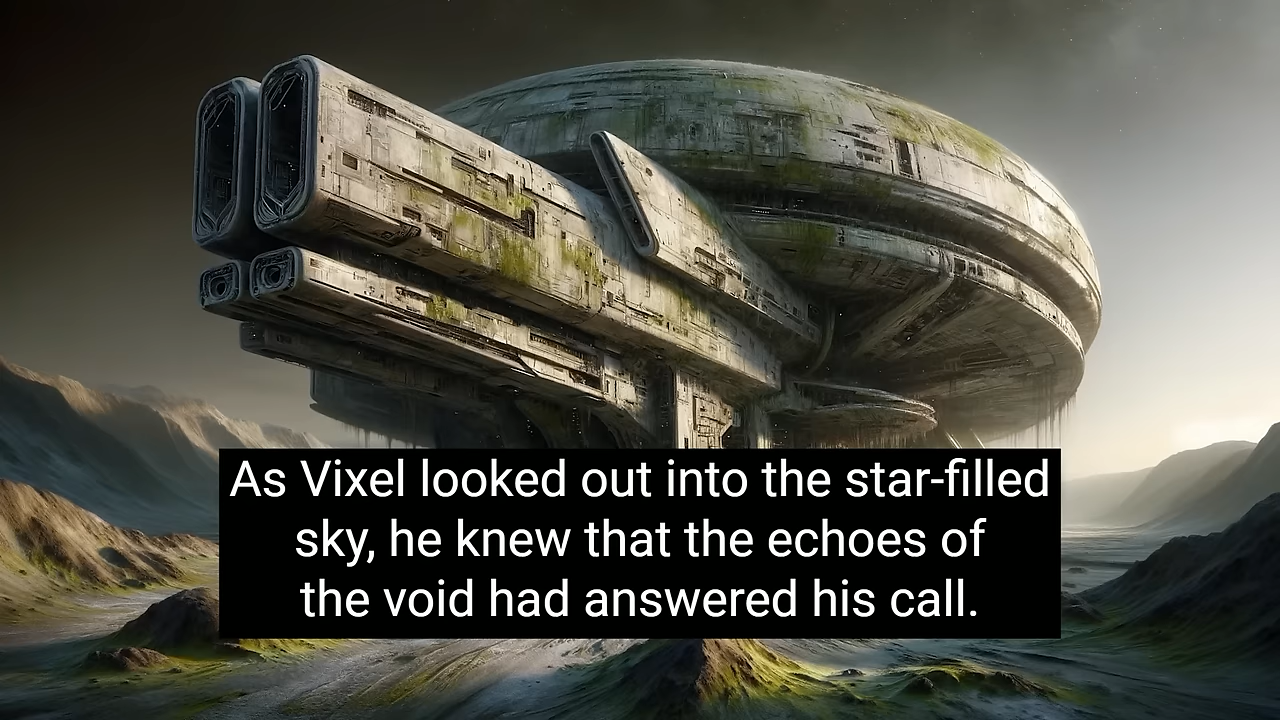 As Vixel looked out into the star-filled
sky, he knew that the echoes of
the void had answered his call.